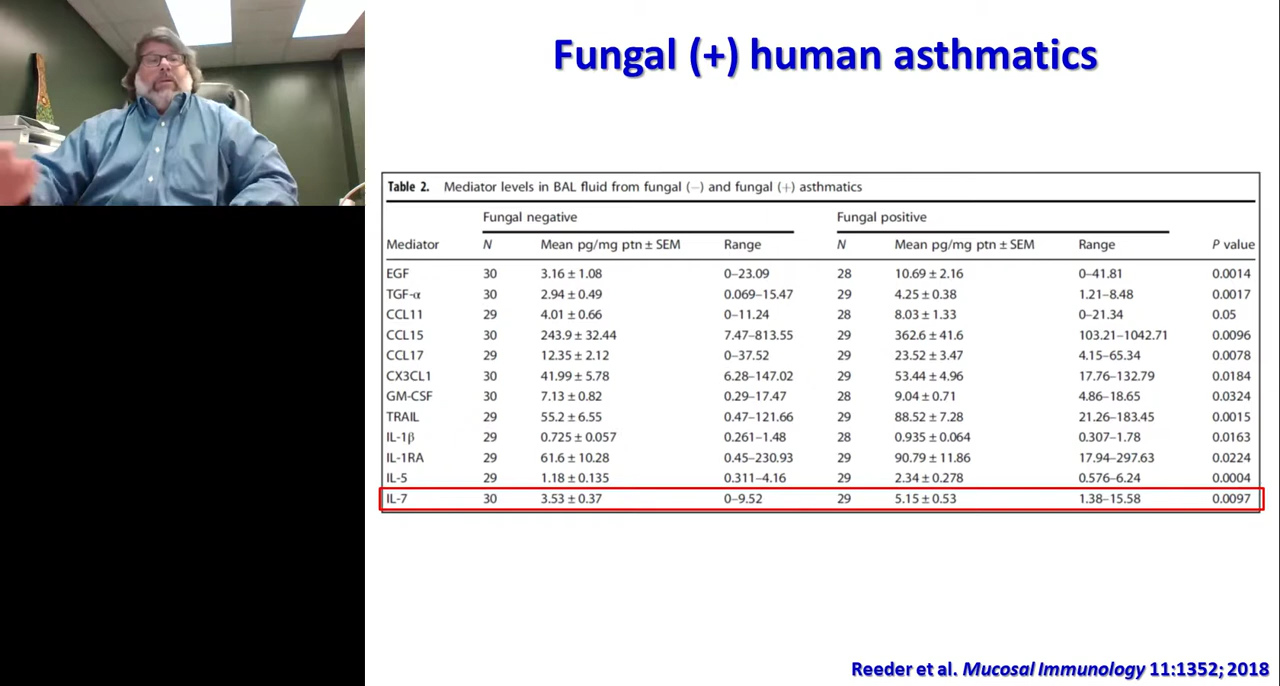 Fungal (+) human asthmatics
Table 2. Mediator levels in BAL fluid from fungal (−) and fungal (+) asthmatics
Fungal negative Fungal positive
Mediator N Mean pg/mg ptn ± SEM Range N Mean pg/mg ptn ± SEM Range P value
EGF 30 3.16 ± 1.08 0–23.09 28 10.69 ± 2.16 0–41.81 0.0014
TGF-α 30 2.94 ± 0.49 0.069–15.47 29 4.25 ± 0.38 1.21–8.48 0.0017
CCL11 29 4.01 ± 0.66 0–11.24 28 8.03 ± 1.33 0–21.34 0.05
CCL15 30 243.9 ± 32.44 7.47–813.55 29 362.6 ± 41.6 103.21–1042.71 0.0096
CCL17 29 12.35 ± 2.12 0–37.52 29 23.52 ± 3.47 4.15–65.34 0.0078
CX3CL1 30 41.99 ± 5.78 6.28–147.02 29 53.44 ± 4.96 17.76–132.79 0.0184
GM-CSF 30 7.13 ± 0.82 0.29–17.47 28 9.04 ± 0.71 4.86–18.65 0.0324
TRAIL 29 55.2 ± 6.55 0.47–121.66 29 88.52 ± 7.28 21.26–183.45 0.0015
IL-1β 29 0.725 ± 0.057 0.261–1.48 28 0.935 ± 0.064 0.307–1.78 0.0163
IL-1RA 29 61.6 ± 10.28 0.45–230.93 29 90.79 ± 11.86 17.94–297.63 0.0224
IL-5 29 1.18 ± 0.135 0.311–4.16 29 2.34 ± 0.278 0.576–6.24 0.0004
IL-7 30 3.53 ± 0.37 0–9.52 29 5.15 ± 0.53 1.38–15.58 0.0097
Reeder et al. Mucosal Immunology 11:1352; 2018